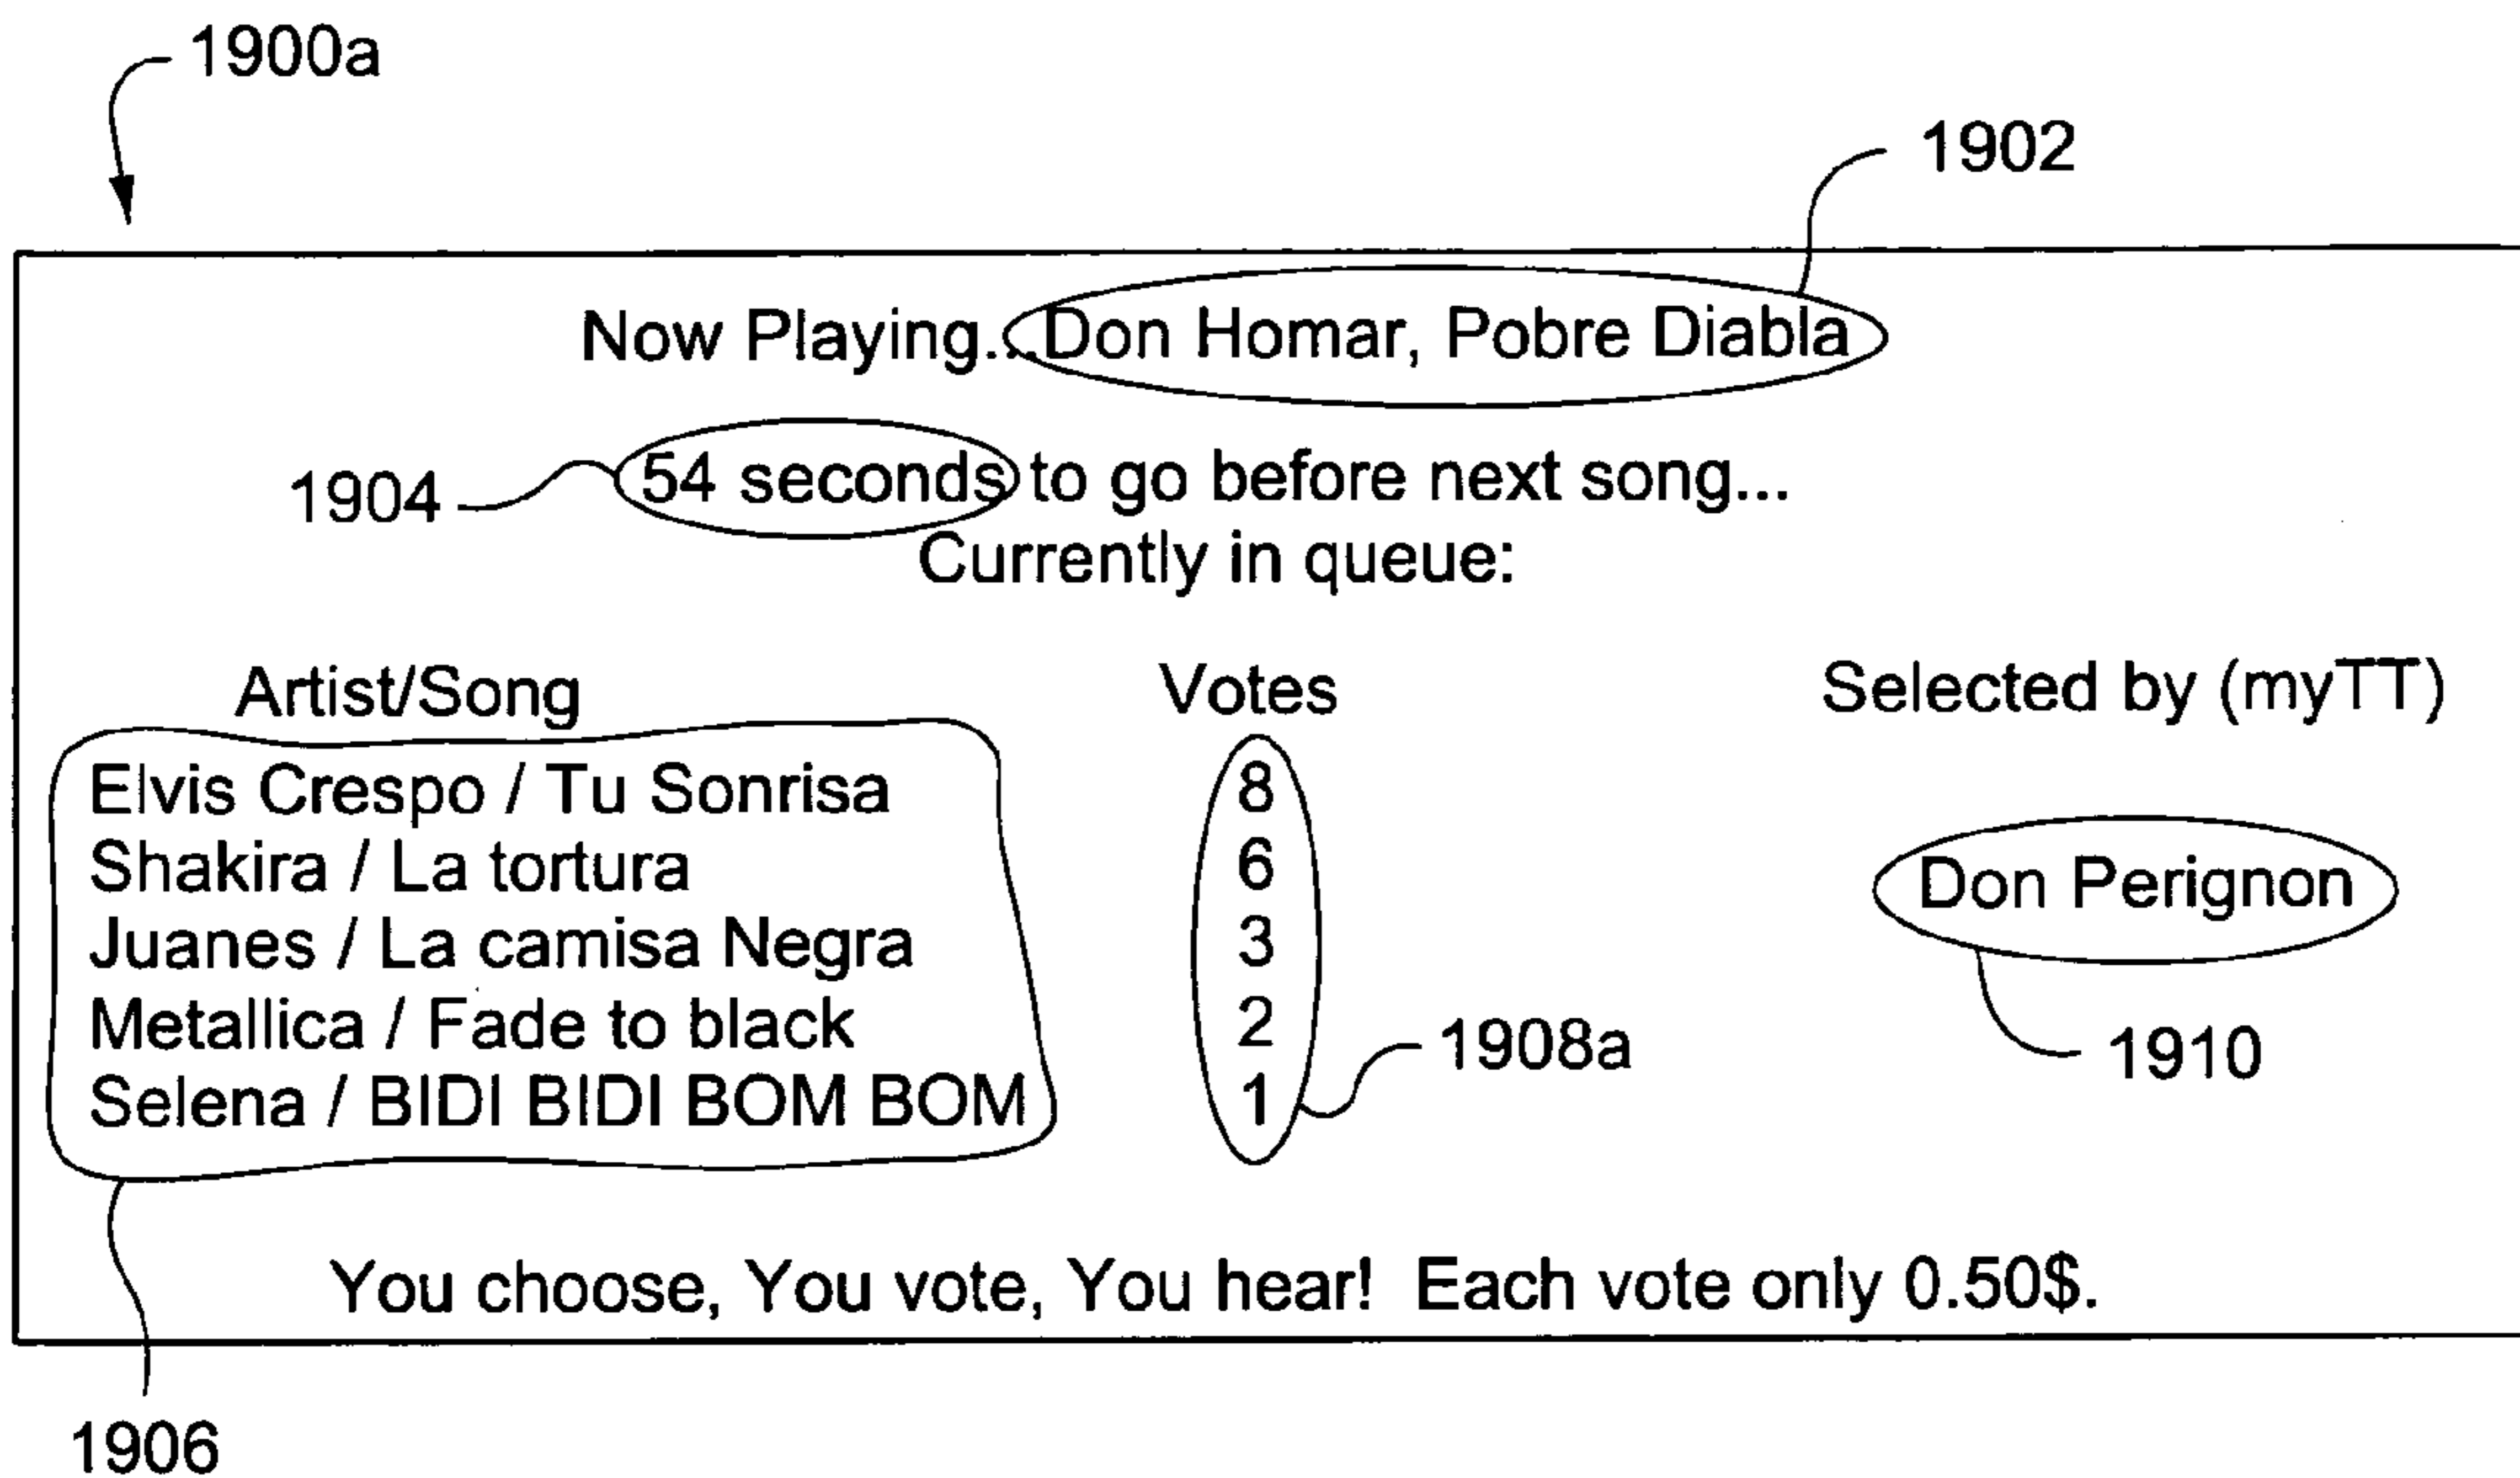 1900a
1902
Now Playing...Don Homar, Pobre Diabla
1904 54 seconds to go before next song...
Currently in queue:
Artist/Song Votes Selected by (myTT)
Elvis Crespo / Tu Sonrisa 8
Shakira / La tortura 6 Don Perignon
Juanes / La camisa Negra 3
Metallica / Fade to black 2 1908a 1910
Selena / BIDI BIDI BOM BOM 1
You choose, You vote, You hear! Each vote only 0.50$.
1906